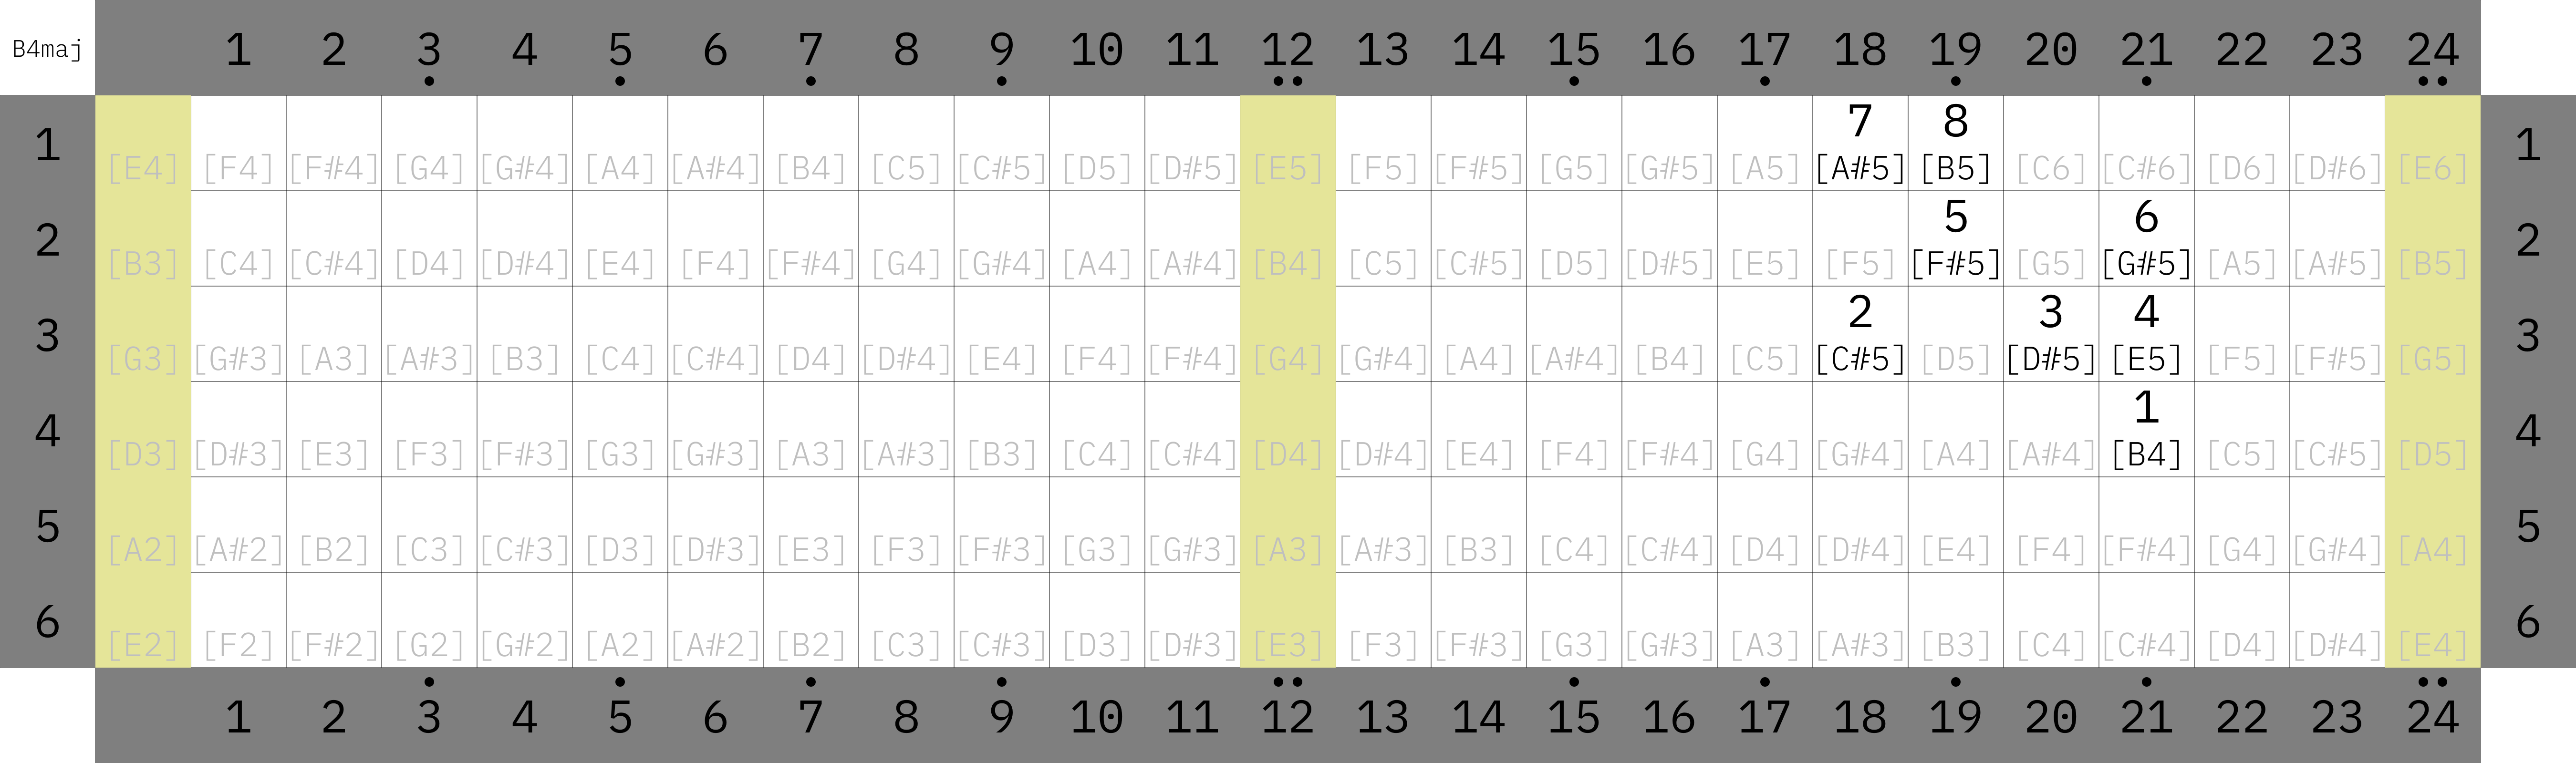 B4maj 1 2 3 4 5 6 7 8 9 10 11 12 13 14 15 16 17 18 19 20 21 22 23 24
7 8
1 [E4] [F4] [F#4] [G4] [G#4] [A4] [A#4] [B4] [C5] [C#5] [D5] [D#5] [E5] [F5] [F#5] [G5] [G#5] [A5] [A#5] [B5] [C6] [C#6] [D6] [D#6] [E6] 1
5 6
2 [B3] [C4] [C#4] [D4] [D#4] [E4] [F4] [F#4] [G4] [G#4] [A4] [A#4] [B4] [C5] [C#5] [D5] [D#5] [E5] [F5] [F#5] [G5] [G#5] [A5] [A#5] [B5] 2
2 3 4
3 [G3] [G#3] [A3] [A#3] [B3] [C4] [C#4] [D4] [D#4] [E4] [F4] [F#4] [G4] [G#4] [A4] [A#4] [B4] [C5] [C#5] [D5] [D#5] [E5] [F5] [F#5] [G5] 3
1
4 [D3] [D#3] [E3] [F3] [F#3] [G3] [G#3] [A3] [A#3] [B3] [C4] [C#4] [D4] [D#4] [E4] [F4] [F#4] [G4] [G#4] [A4] [A#4] [B4] [C5] [C#5] [D5] 4
5 [A2] [A#2] [B2] [C3] [C#3] [D3] [D#3] [E3] [F3] [F#3] [G3] [G#3] [A3] [A#3] [B3] [C4] [C#4] [D4] [D#4] [E4] [F4] [F#4] [G4] [G#4] [A4] 5
6 [E2] [F2] [F#2] [G2] [G#2] [A2] [A#2] [B2] [C3] [C#3] [D3] [D#3] [E3] [F3] [F#3] [G3] [G#3] [A3] [A#3] [B3] [C4] [C#4] [D4] [D#4] [E4] 6
1 2 3 4 5 6 7 8 9 10 11 12 13 14 15 16 17 18 19 20 21 22 23 24